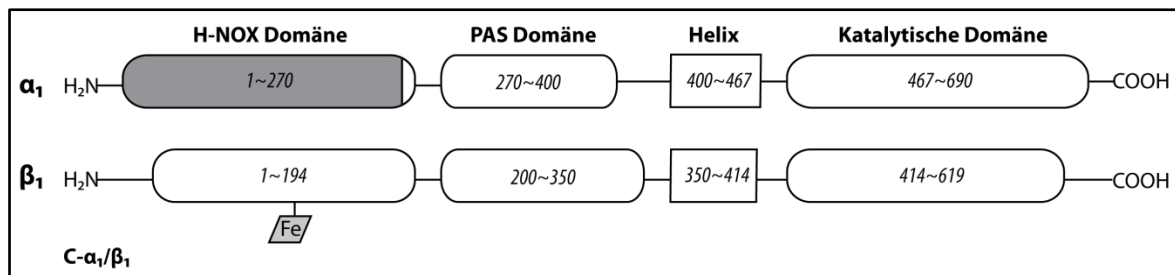 H-NOX Domäne PAS Domäne Helix Katalytische Domäne
α₁ H₂N 1~270 270~400 400~467 467~690 COOH
β₁ H₂N 1~194 200~350 350~414 414~619 COOH
Fe
C-α₁/β₁